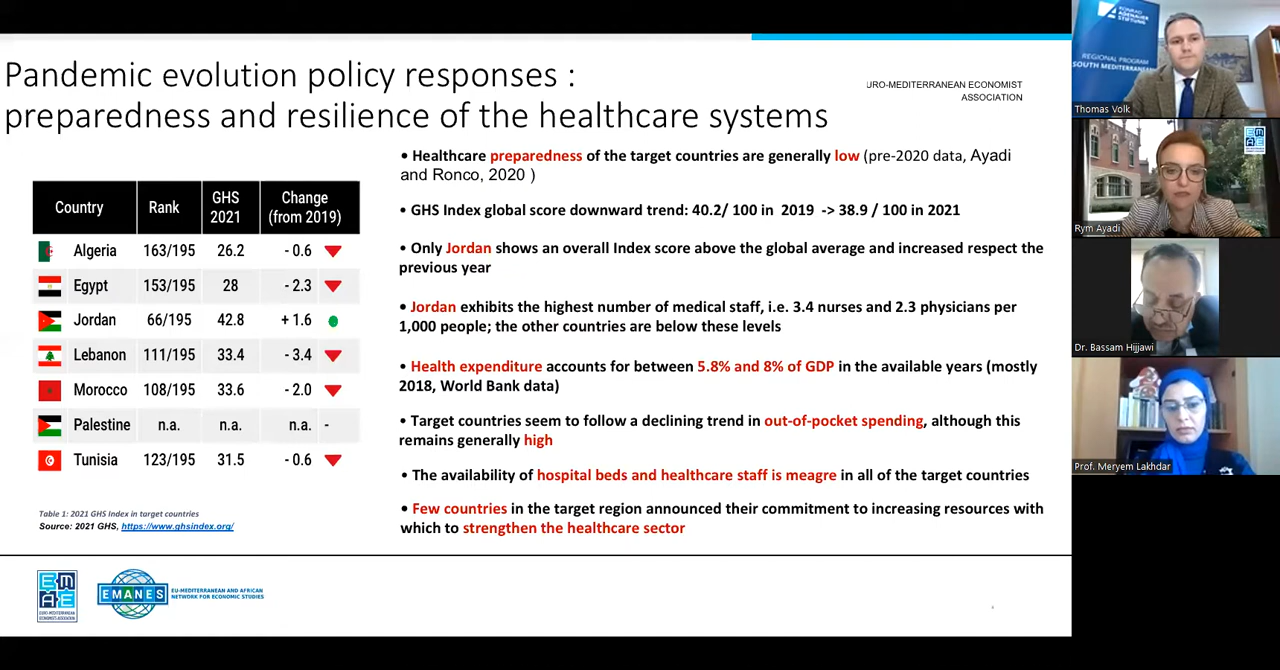 Pandemic evolution policy responses :
preparedness and resilience of the healthcare systems
URO-MEDITERRANEAN ECONOMIST
ASSOCIATION
Country Rank GHS 2021 Change (from 2019)
Algeria 163/195 26.2 - 0.6
Egypt 153/195 28 - 2.3
Jordan 66/195 42.8 + 1.6
Lebanon 111/195 33.4 - 3.4
Morocco 108/195 33.6 - 2.0
Palestine n.a. n.a. n.a. -
Tunisia 123/195 31.5 - 0.6
Table 1: 2021 GHS Index in target countries
Source: 2021 GHS, https://www.ghsindex.org/
• Healthcare preparedness of the target countries are generally low (pre-2020 data, Ayadi
and Ronco, 2020 )
• GHS Index global score downward trend: 40.2/ 100 in 2019 -> 38.9 / 100 in 2021
• Only Jordan shows an overall Index score above the global average and increased respect the
previous year
• Jordan exhibits the highest number of medical staff, i.e. 3.4 nurses and 2.3 physicians per
1,000 people; the other countries are below these levels
• Health expenditure accounts for between 5.8% and 8% of GDP in the available years (mostly
2018, World Bank data)
• Target countries seem to follow a declining trend in out-of-pocket spending, although this
remains generally high
• The availability of hospital beds and healthcare staff is meagre in all of the target countries
• Few countries in the target region announced their commitment to increasing resources with
which to strengthen the healthcare sector
EMANES
EU-MEDITERRANEAN AND AFRICAN
NETWORK FOR ECONOMIC STUDIES
KONRAD
ADENAUER
STIFTUNG
REGIONAL PROGRAM
SOUTH MEDITERRANEAN
Thomas Volk
Rym Ayadi
Dr. Bassam Hijjawi
Prof. Meryem Lakhdar